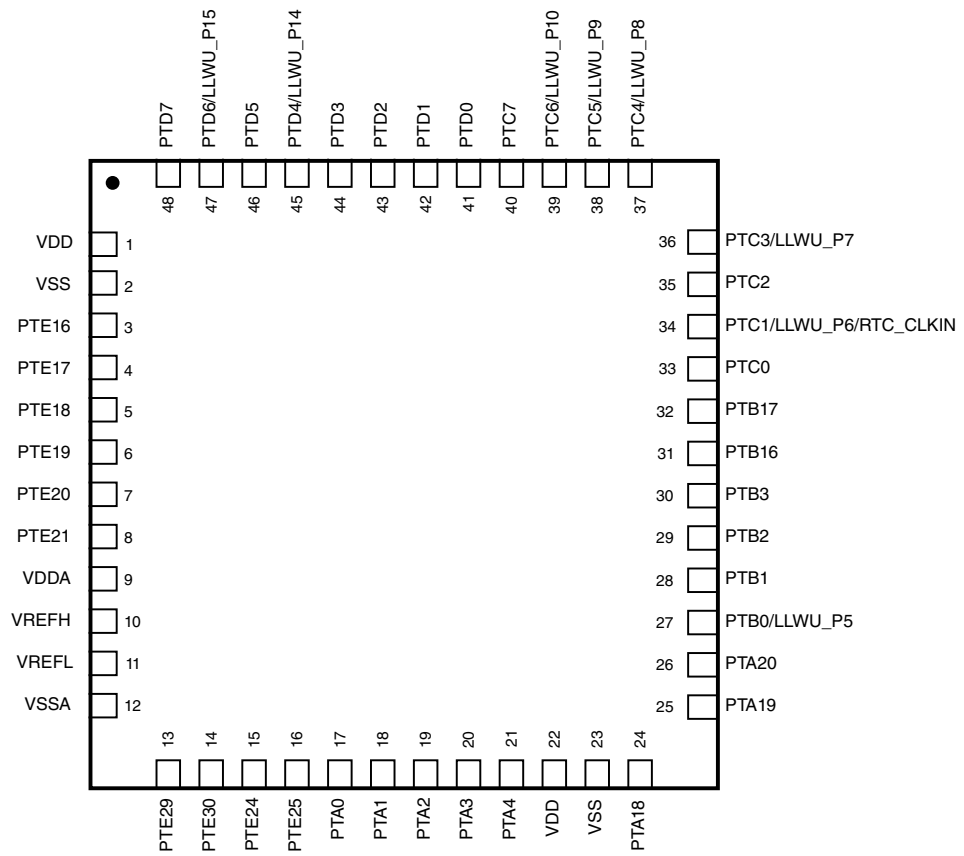 PTD7
PTD6/LLWU_P15
PTD5
PTD4/LLWU_P14
PTD3
PTD2
PTD1
PTD0
PTC7
PTC6/LLWU_P10
PTC5/LLWU_P9
PTC4/LLWU_P8
48
47
46
45
44
43
42
41
40
39
38
37
VDD 1
VSS 2
PTE16 3
PTE17 4
PTE18 5
PTE19 6
PTE20 7
PTE21 8
VDDA 9
VREFH 10
VREFL 11
VSSA 12
36 PTC3/LLWU_P7
35 PTC2
34 PTC1/LLWU_P6/RTC_CLKIN
33 PTC0
32 PTB17
31 PTB16
30 PTB3
29 PTB2
28 PTB1
27 PTB0/LLWU_P5
26 PTA20
25 PTA19
13
14
15
16
17
18
19
20
21
22
23
24
PTE29
PTE30
PTE24
PTE25
PTA0
PTA1
PTA2
PTA3
PTA4
VDD
VSS
PTA18